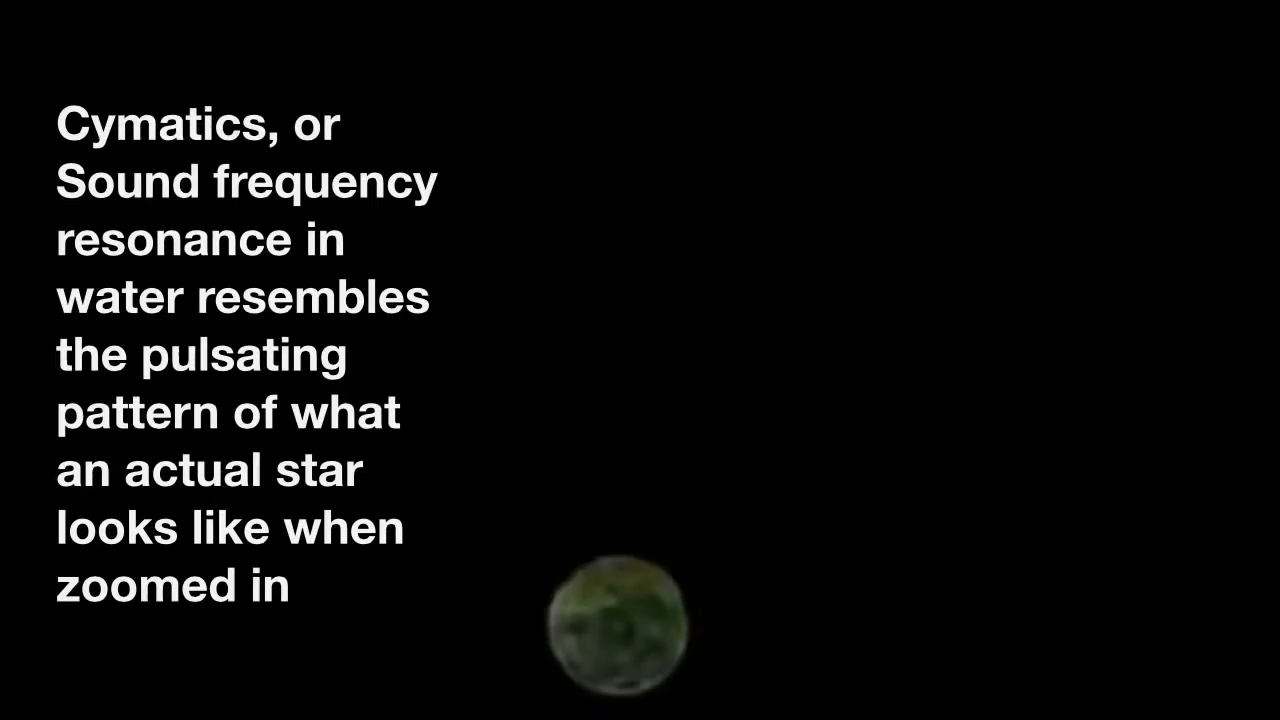 Cymatics, or
Sound frequency
resonance in
water resembles
the pulsating
pattern of what
an actual star
looks like when
zoomed in